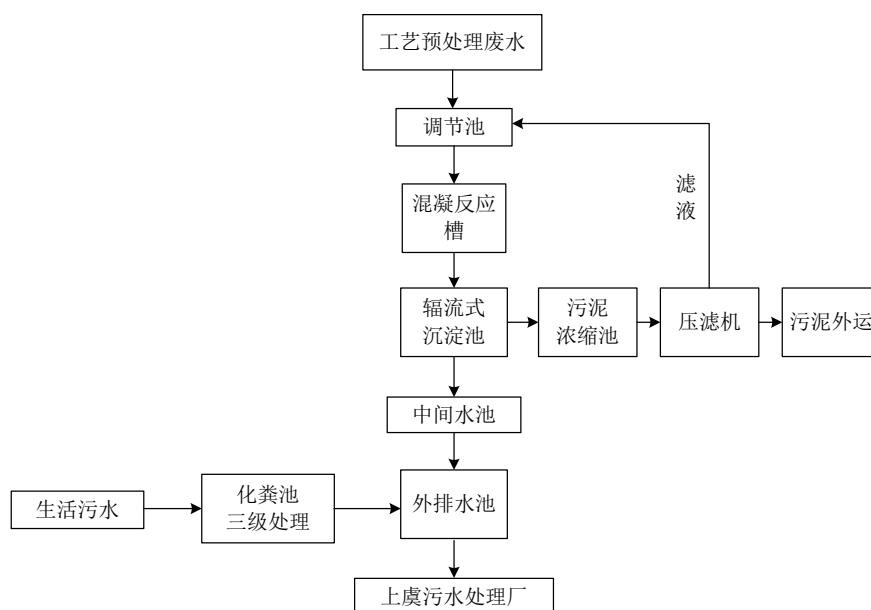 工艺预处理废水
调节池
滤
液
混凝反应
槽
辐流式
沉淀池
污泥
浓缩池
压滤机
污泥外运
中间水池
生活污水
化粪池
三级处理
外排水池
上虞污水处理厂